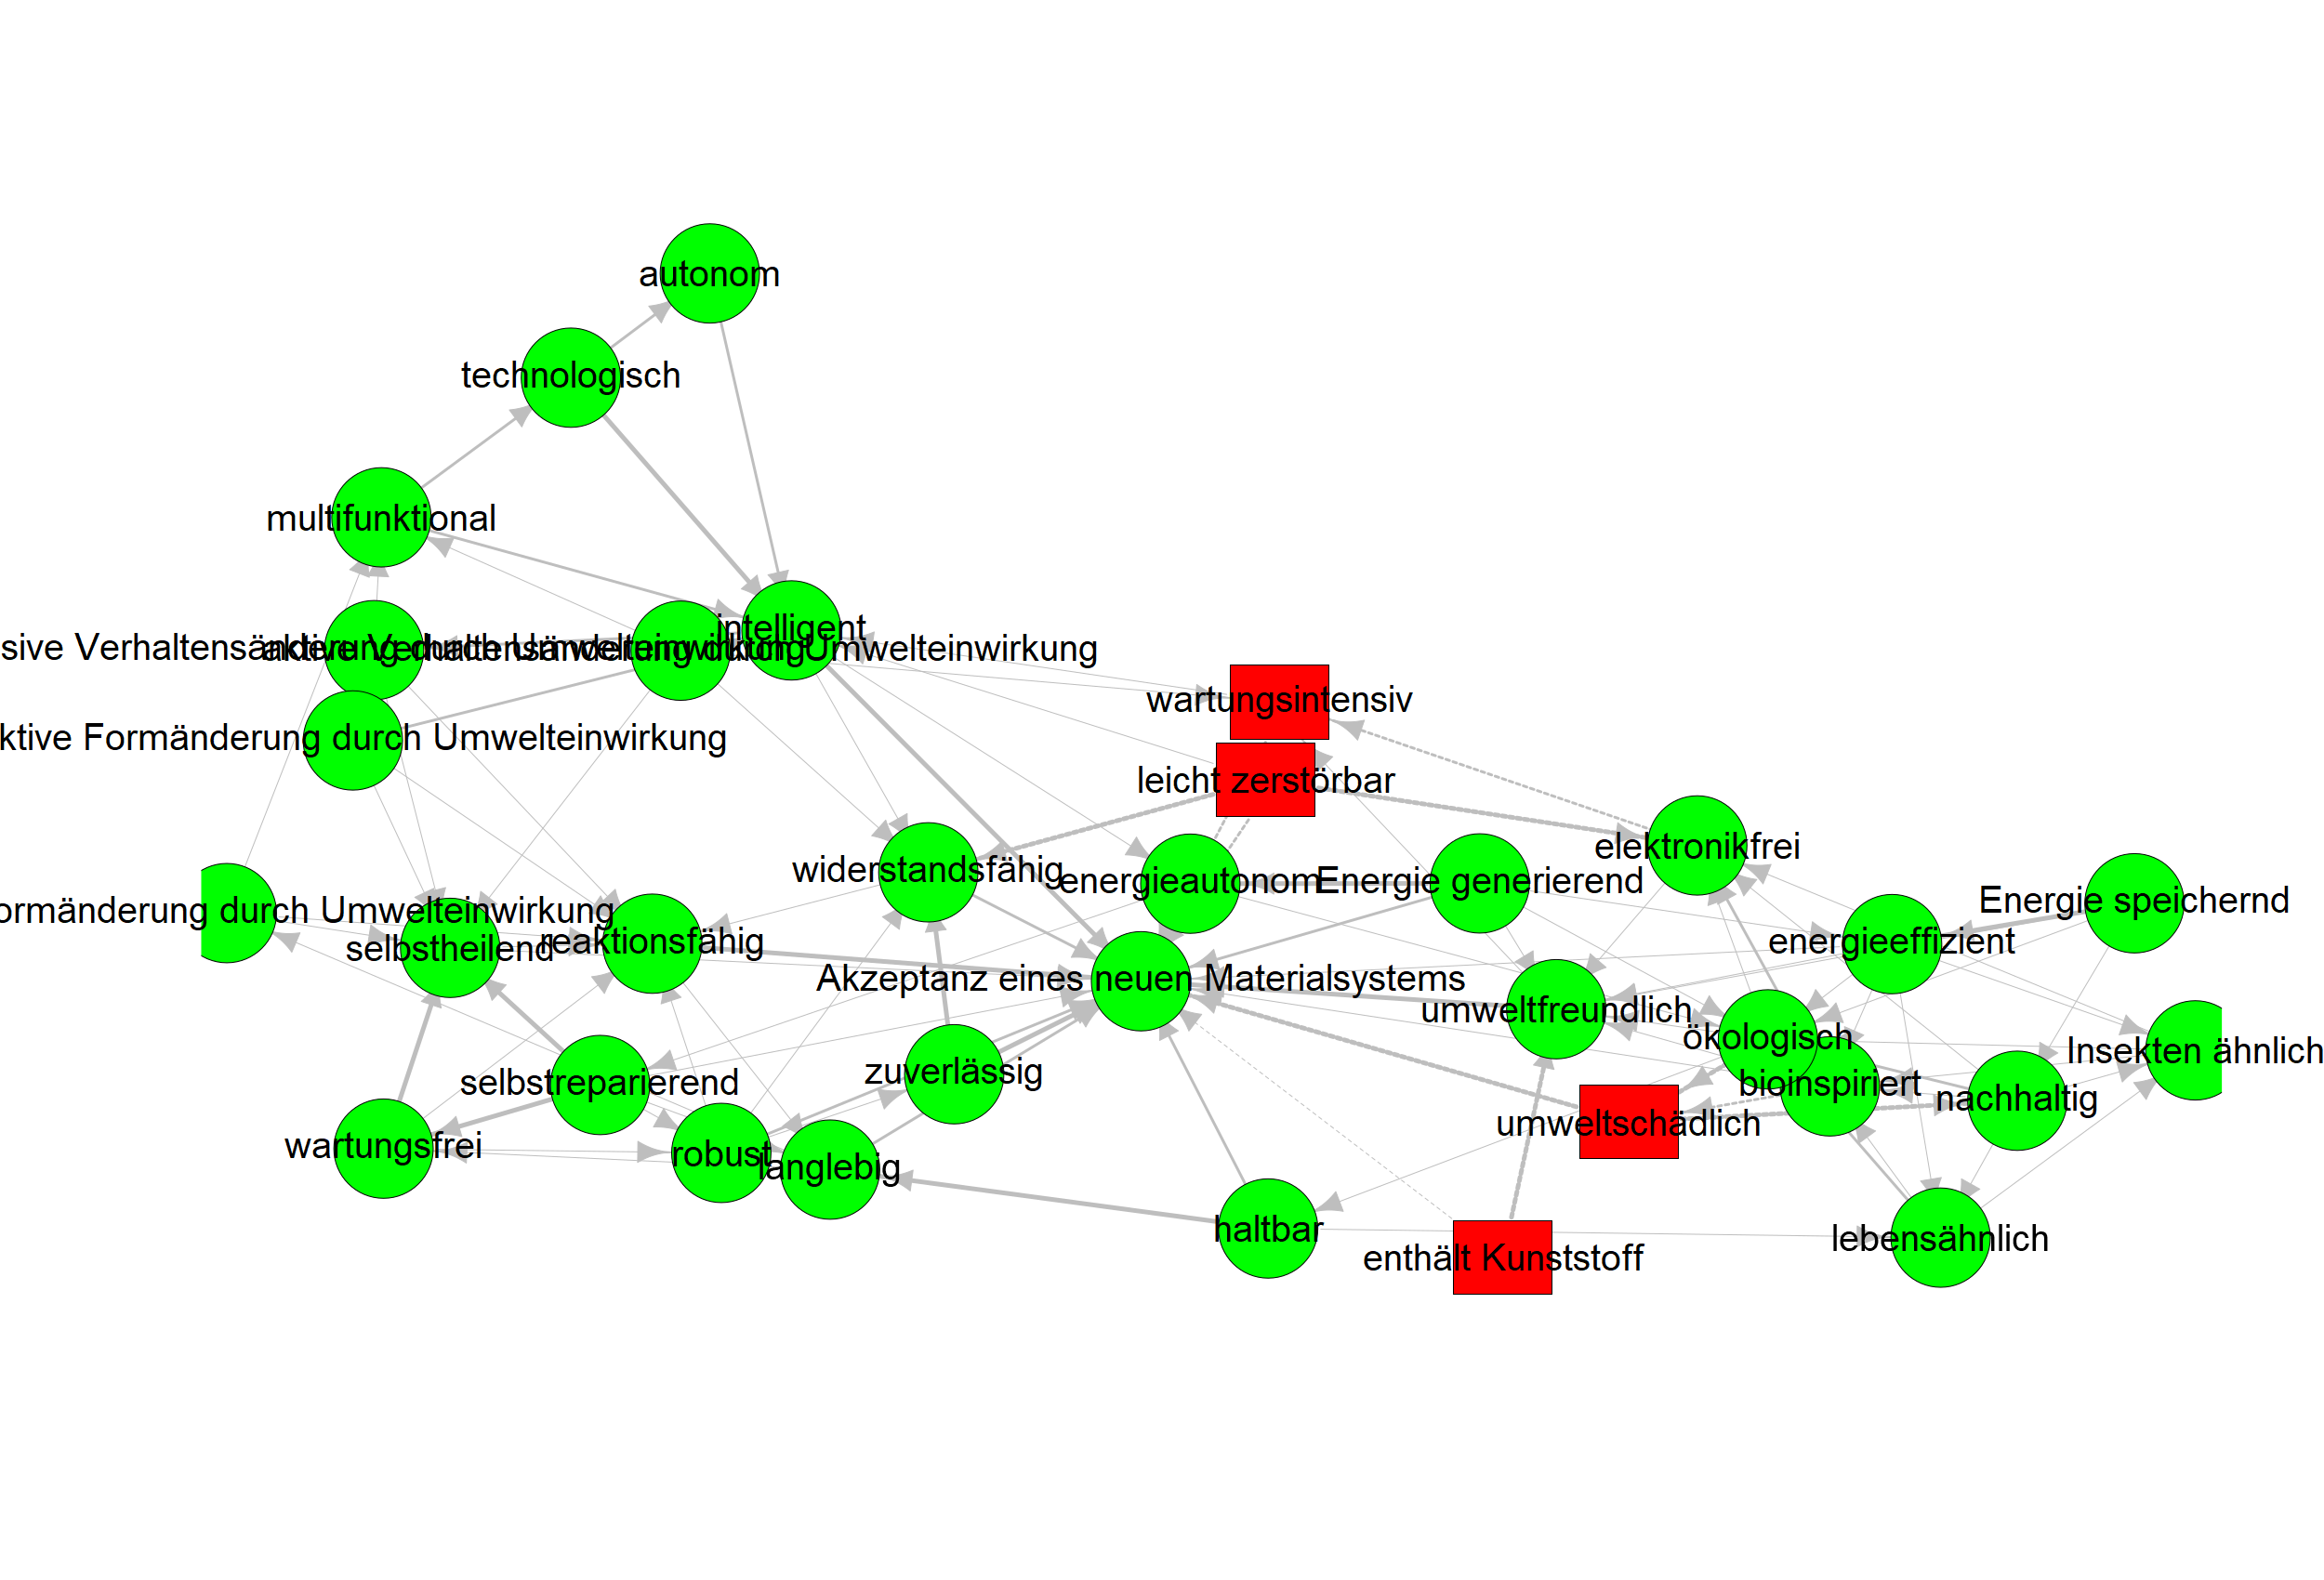 autonom
technologisch
multifunktional
intelligent
sive Verhaltensänderung durch Umwelteinwirkung
aktive Verhaltensänderung durch Umwelteinwirkung
wartungsintensiv
ktive Formänderung durch Umwelteinwirkung
leicht zerstörbar
elektronikfrei
widerstandsfähig
energieautonom
Energie generierend
Energie speichernd
ormänderung durch Umwelteinwirkung
selbstheilend
reaktionsfähig
energieeffizient
Akzeptanz eines neuen Materialsystems
umweltfreundlich
ökologisch
Insekten ähnlich
zuverlässig
selbstreparierend
bioinspiriert
nachhaltig
umweltschädlich
wartungsfrei
robust
langlebig
haltbar
lebensähnlich
enthält Kunststoff